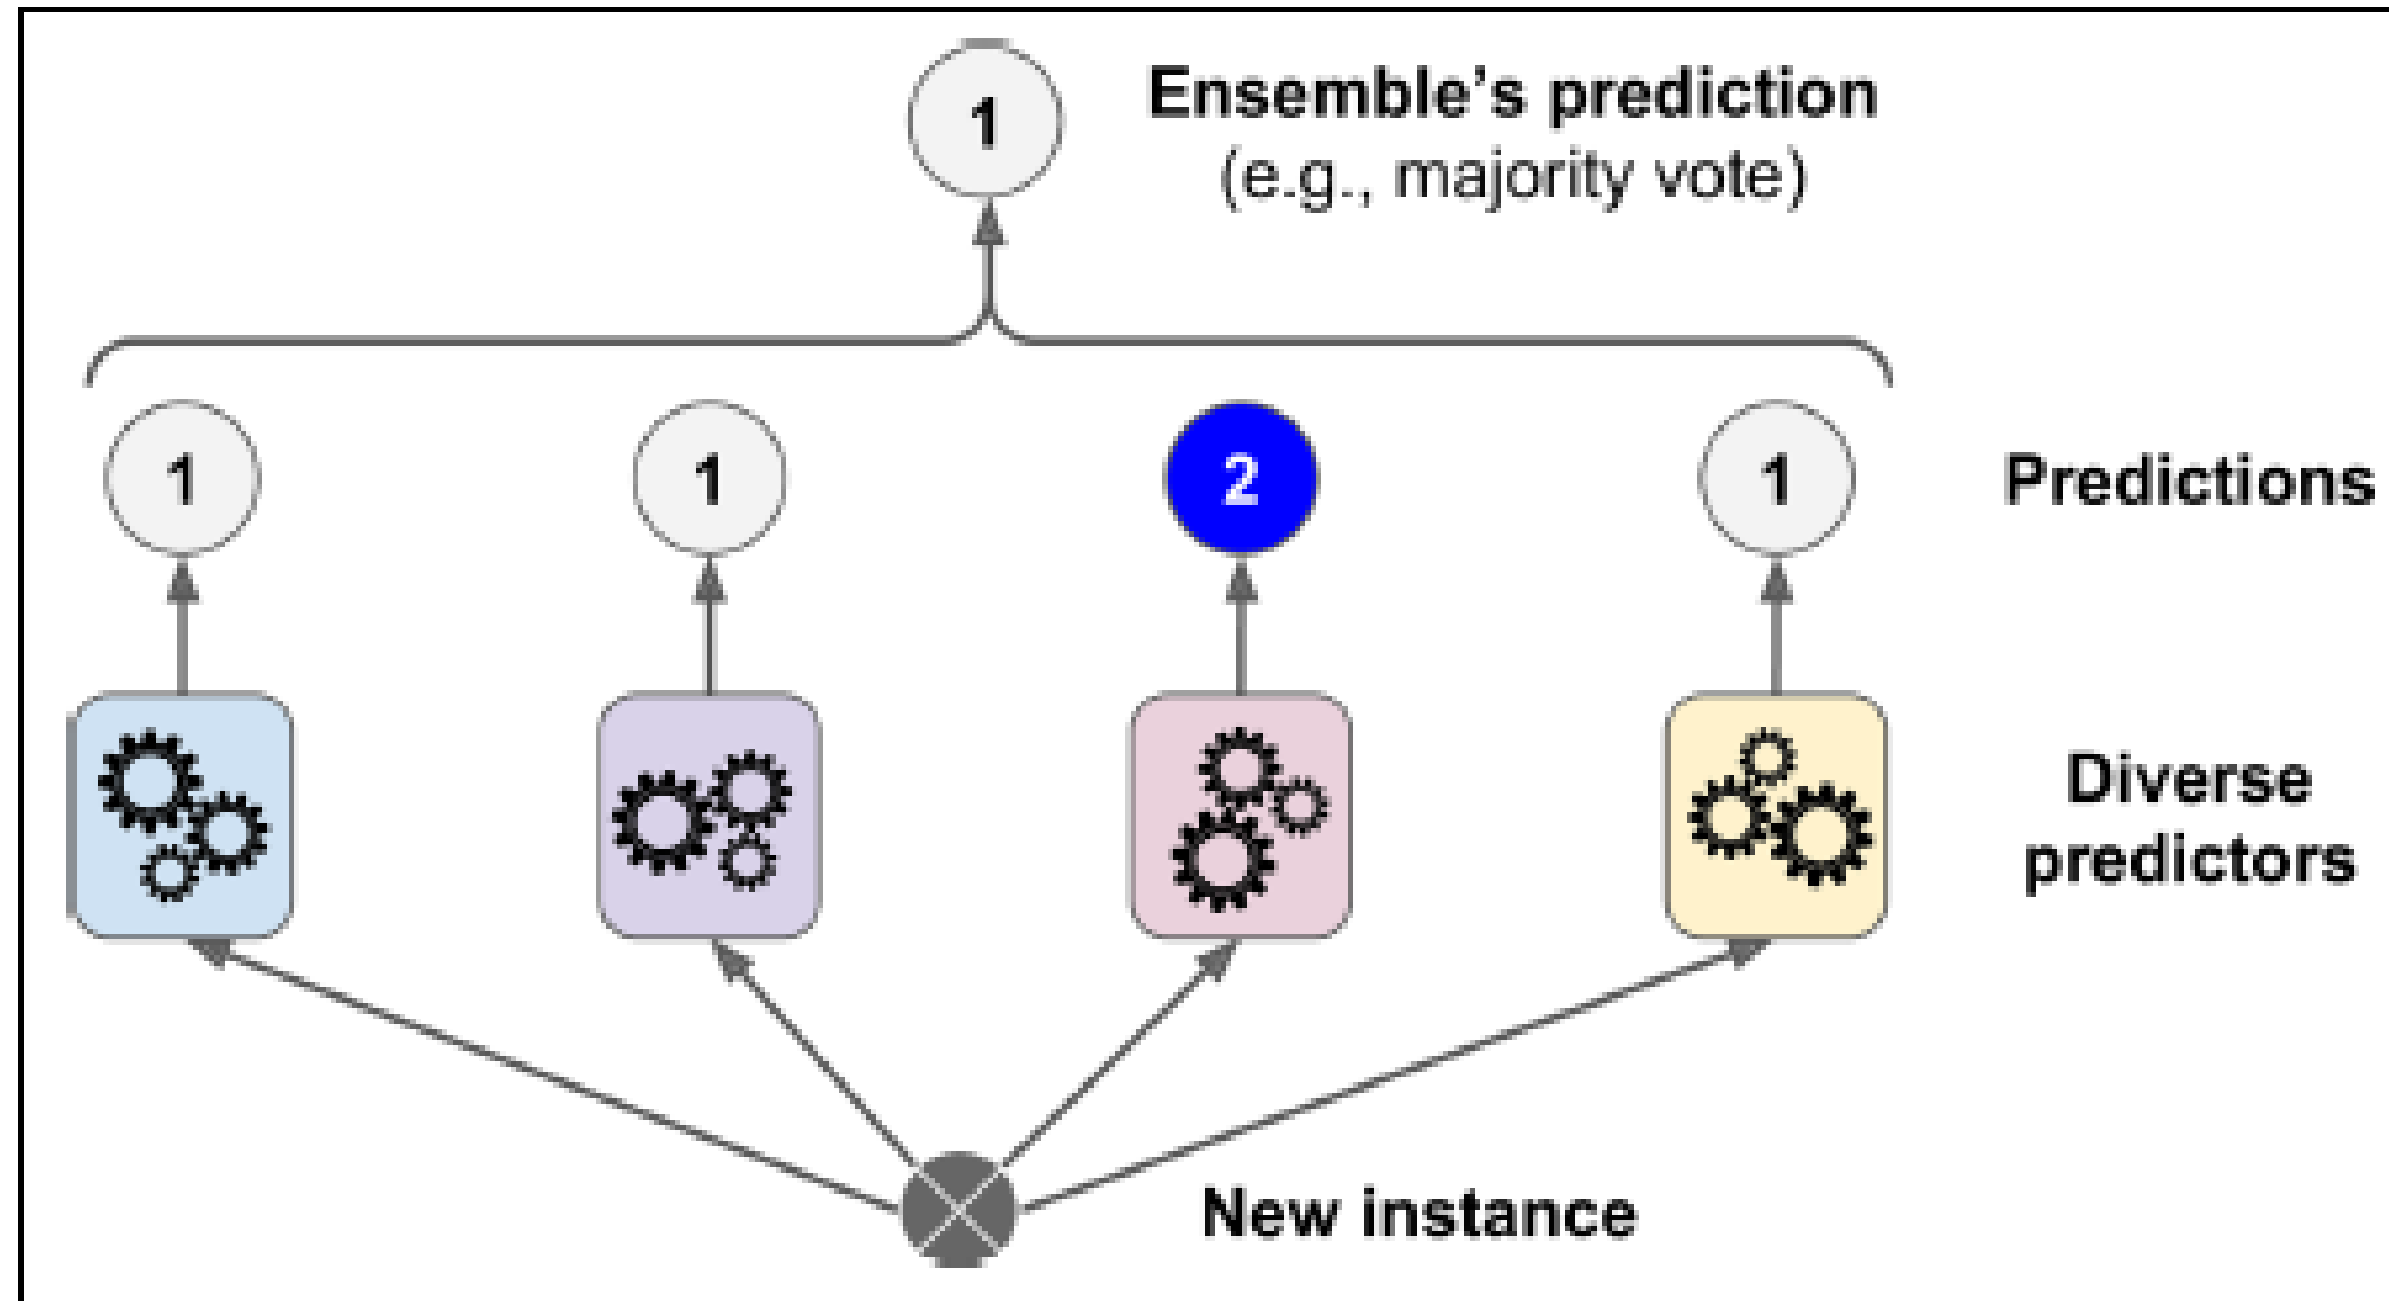 1
Ensemble's prediction
(e.g., majority vote)
1 1 2 1 Predictions
Diverse
predictors
New instance